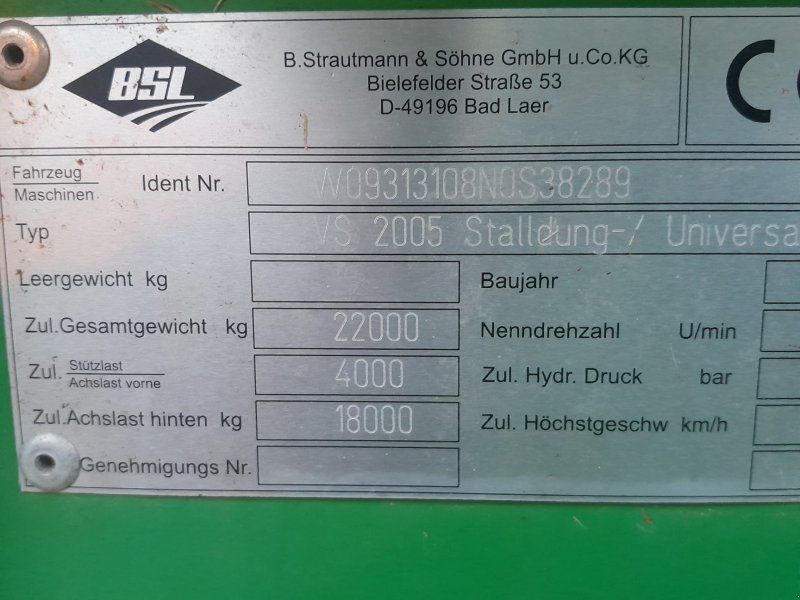 BSL
B.Strautmann & Söhne GmbH u.Co.KG
Bielefelder Straße 53
D-49196 Bad Laer
C
Fahrzeug
Maschinen
Ident Nr.
W09313108N0S38289
Typ
VS 2005 Stalldung-/ Universa
Leergewicht kg
Baujahr
Zul.Gesamtgewicht kg
22000
Nenndrehzahl U/min
Zul. Stützlast
Achslast vorne
4000
Zul. Hydr. Druck bar
Zul.Achslast hinten kg
18000
Zul. Höchstgeschw km/h
Genehmigungs Nr.